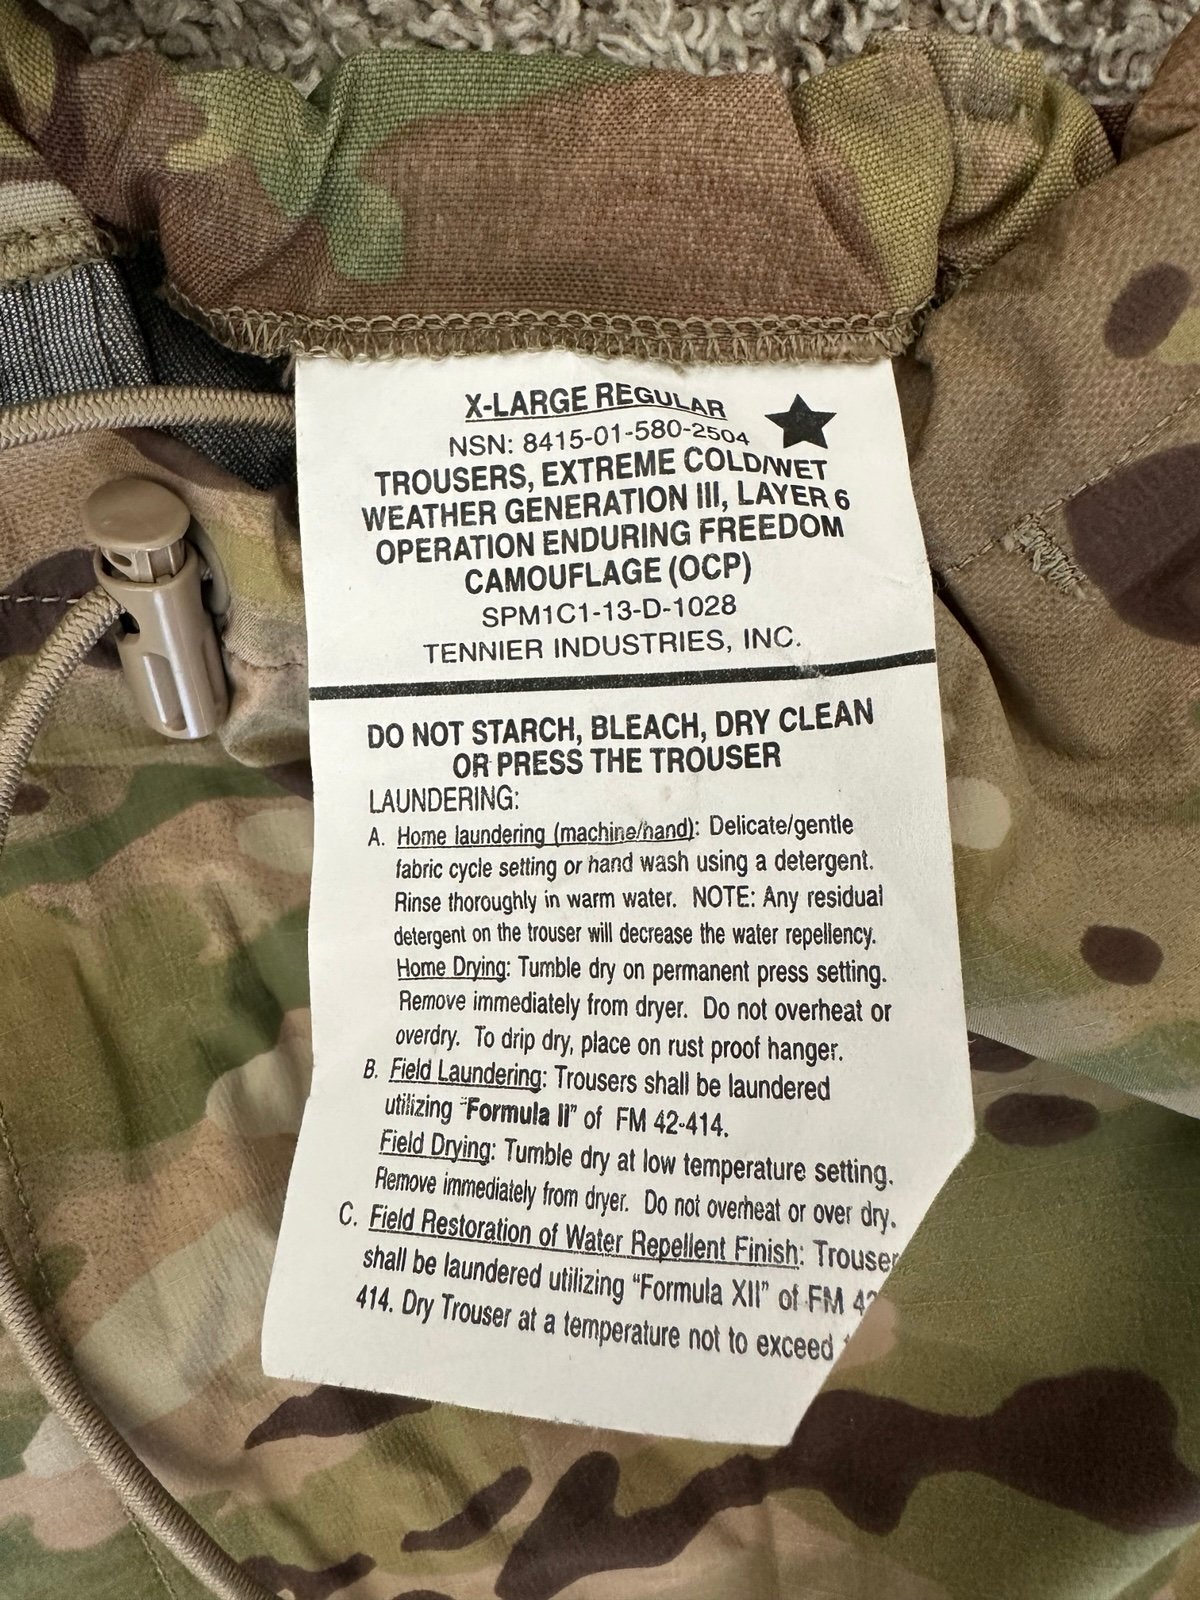 X-LARGE REGULAR
NSN: 8415-01-580-2504
TROUSERS, EXTREME COLD/WET
WEATHER GENERATION III, LAYER 6
OPERATION ENDURING FREEDOM
CAMOUFLAGE (OCP)
SPM1C1-13-D-1028
TENNIER INDUSTRIES, INC.
DO NOT STARCH, BLEACH, DRY CLEAN
OR PRESS THE TROUSER
LAUNDERING:
A. Home laundering (machine/hand): Delicate/gentle
fabric cycle setting or hand wash using a detergent.
Rinse thoroughly in warm water. NOTE: Any residual
detergent on the trouser will decrease the water repellency.
Home Drying: Tumble dry on permanent press setting.
Remove immediately from dryer. Do not overheat or
overdry. To drip dry, place on rust proof hanger.
B. Field Laundering: Trousers shall be laundered
utilizing "Formula II" of FM 42-414.
Field Drying: Tumble dry at low temperature setting.
Remove immediately from dryer. Do not overheat or over dry.
C. Field Restoration of Water Repellent Finish: Trouser
shall be laundered utilizing "Formula XII" of FM
414. Dry Trouser at a temperature not to exceed